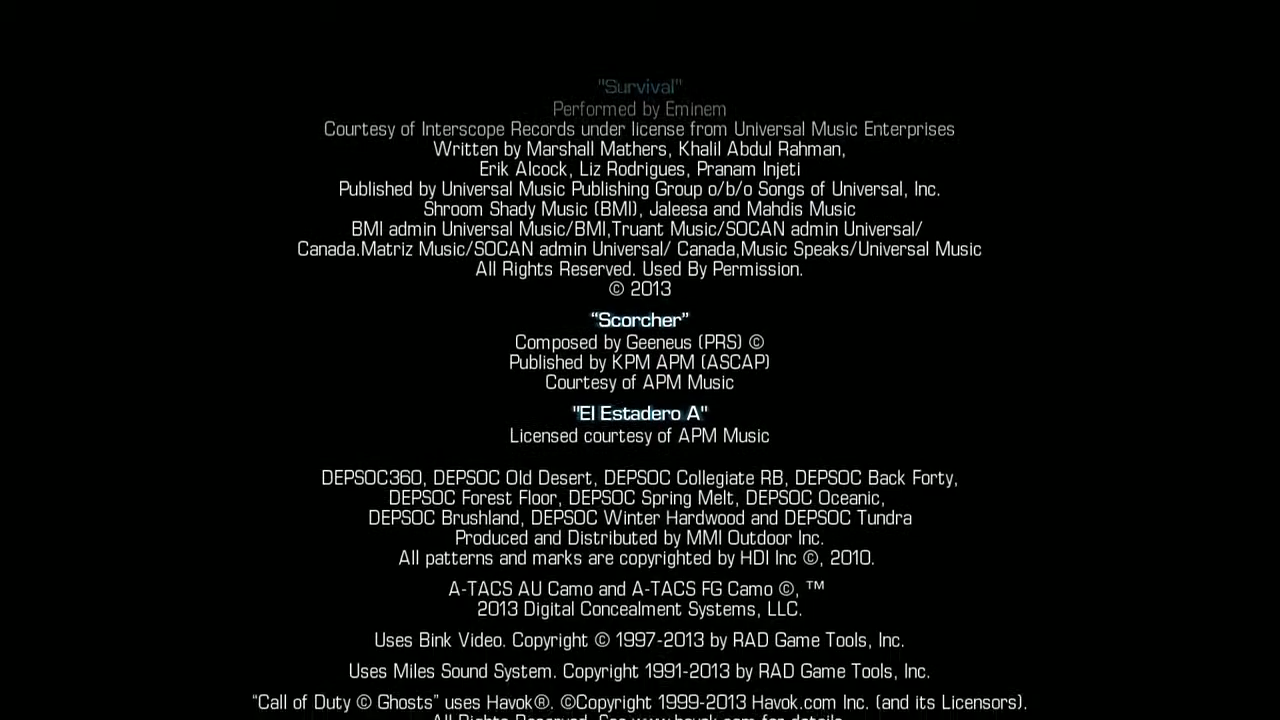 "Survival"
Performed by Eminem
Courtesy of Interscope Records under license from Universal Music Enterprises
Written by Marshall Mathers, Khalil Abdul Rahman,
Erik Alcock, Liz Rodrigues, Pranam Injeti
Published by Universal Music Publishing Group o/b/o Songs of Universal, Inc.
Shroom Shady Music (BMI), Jaleesa and Mahdis Music
BMI admin Universal Music/BMI,Truant Music/SOCAN admin Universal/
Canada.Matriz Music/SOCAN admin Universal/ Canada,Music Speaks/Universal Music
All Rights Reserved. Used By Permission.
© 2013
“Scorcher”
Composed by Geeneus (PRS) ©
Published by KPM APM (ASCAP)
Courtesy of APM Music
"El Estadero A"
Licensed courtesy of APM Music
DEPSOC360, DEPSOC Old Desert, DEPSOC Collegiate RB, DEPSOC Back Forty,
DEPSOC Forest Floor, DEPSOC Spring Melt, DEPSOC Oceanic,
DEPSOC Brushland, DEPSOC Winter Hardwood and DEPSOC Tundra
Produced and Distributed by MMI Outdoor Inc.
All patterns and marks are copyrighted by HDI Inc ©, 2010.
A-TACS AU Camo and A-TACS FG Camo ©, ™
2013 Digital Concealment Systems, LLC.
Uses Bink Video. Copyright © 1997-2013 by RAD Game Tools, Inc.
Uses Miles Sound System. Copyright 1991-2013 by RAD Game Tools, Inc.
“Call of Duty © Ghosts” uses Havok®. ©Copyright 1999-2013 Havok.com Inc. (and its Licensors).
All Rights Reserved. See www.havok.com for details.